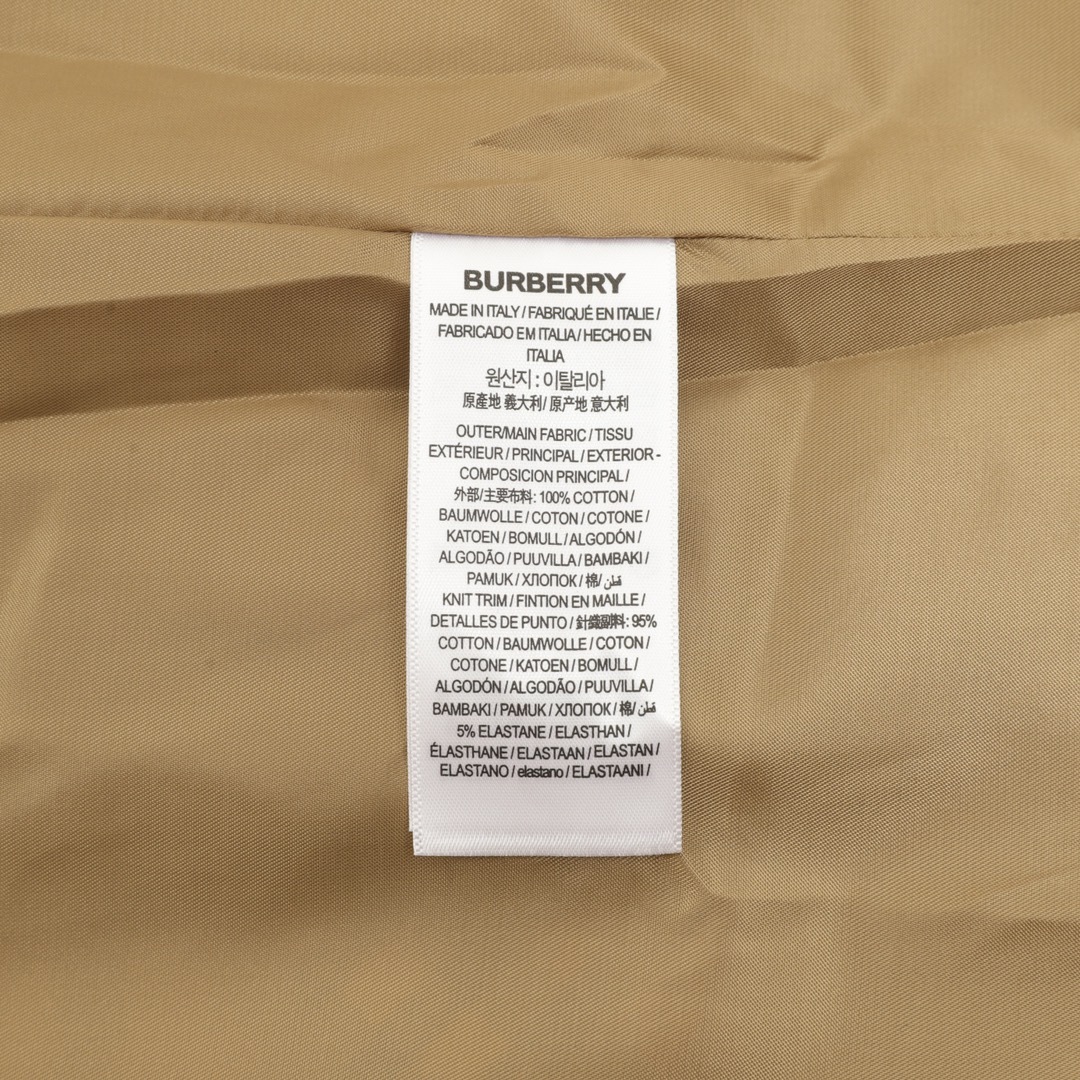 BURBERRY
MADE IN ITALY / FABRIQUÉ EN ITALIE /
FABRICADO EM ITALIA / HECHO EN
ITALIA
원산지 : 이탈리아
原產地 義大利/ 原产地 意大利
OUTER/MAIN FABRIC / TISSU
EXTÉRIEUR / PRINCIPAL / EXTERIOR -
COMPOSICION PRINCIPAL /
外部/主要布料: 100% COTTON /
BAUMWOLLE / COTON / COTONE /
KATOEN / BOMULL / ALGODÓN /
ALGODÃO / PUUVILLA / BAMBAKI /
PAMUK / ХЛОПОК / 棉/ قطن
KNIT TRIM / FINTION EN MAILLE /
DETALLES DE PUNTO / 針織副料: 95%
COTTON / BAUMWOLLE / COTON /
COTONE / KATOEN / BOMULL /
ALGODÓN / ALGODÃO / PUUVILLA /
BAMBAKI / PAMUK / ХЛОПОК / 棉/ قطن
5% ELASTANE / ELASTHAN /
ÉLASTHANE / ELASTAAN / ELASTAN /
ELASTANO / elastano / ELASTAANI /